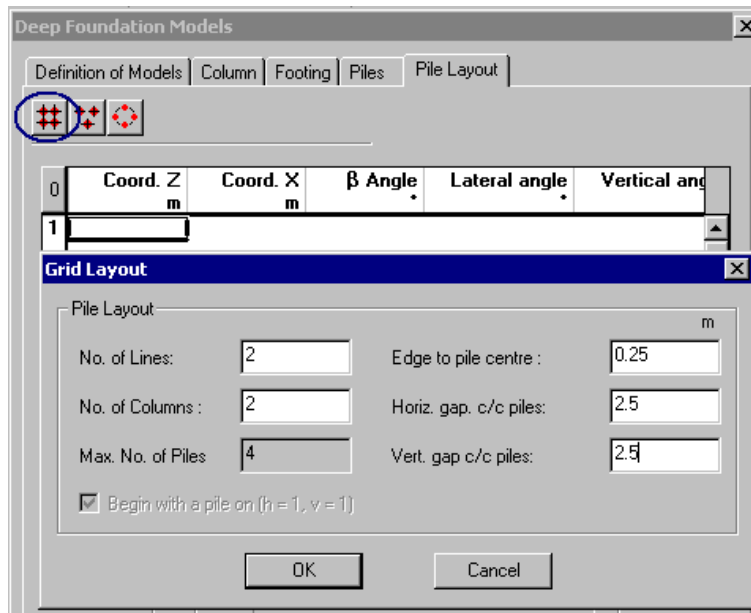 Deep Foundation Models
Definition of Models Column Footing Piles Pile Layout
0 Coord. Z Coord. X β Angle Lateral angle Vertical ang
m m ° °
1
Grid Layout
Pile Layout
m
No. of Lines: 2 Edge to pile centre : 0.25
No. of Columns : 2 Horiz. gap. c/c piles: 2.5
Max. No. of Piles 4 Vert. gap c/c piles: 2.5
Begin with a pile on (h = 1, v = 1)
OK Cancel